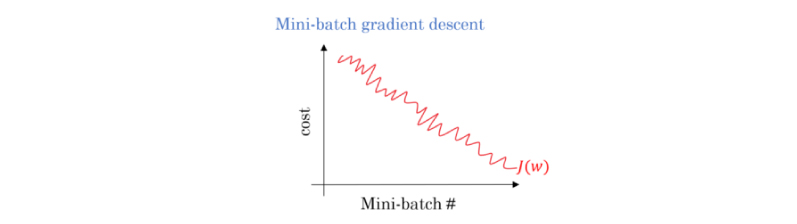 Mini-batch gradient descent
cost
J(w)
Mini-batch #